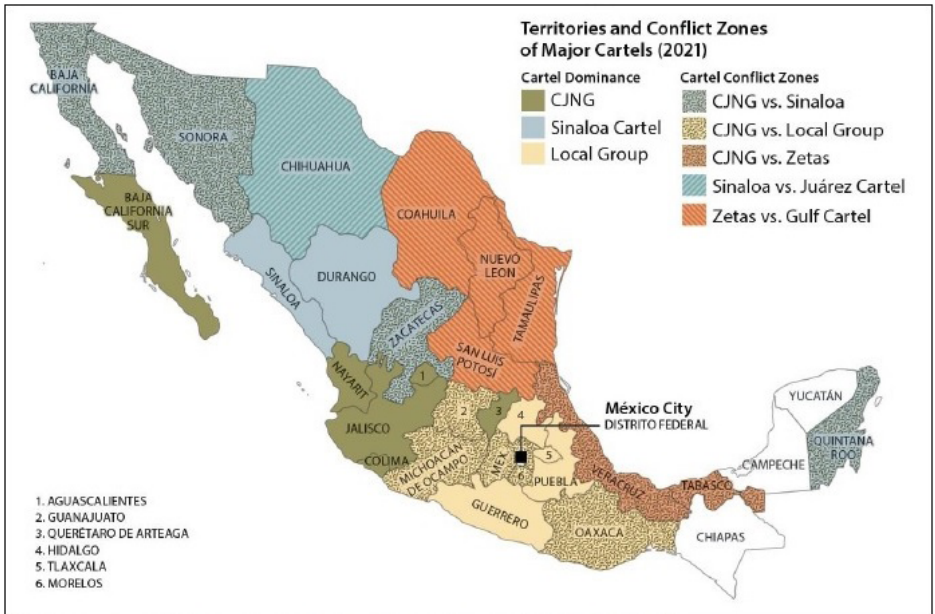 Territories and Conflict Zones
of Major Cartels (2021)
Cartel Dominance
CJNG
Sinaloa Cartel
Local Group
Cartel Conflict Zones
CJNG vs. Sinaloa
CJNG vs. Local Group
CJNG vs. Zetas
Sinaloa vs. Juárez Cartel
Zetas vs. Gulf Cartel
BAJA
CALIFORNIA
SONORA
CHIHUAHUA
BAJA
CALIFORNIA
SUR
COAHUILA
NUEVO
LEON
TAMAULIPAS
SINALOA
DURANGO
ZACATECAS
SAN LUIS
POTOSÍ
NAYARIT
1
JALISCO
COLIMA
2
3
4
México City
DISTRITO FEDERAL
MICHOACÁN
DE OCAMPO
MEX
5
6
PUEBLA
VERACRUZ
TABASCO
YUCATÁN
QUINTANA
ROO
CAMPECHE
GUERRERO
OAXACA
CHIAPAS
1. AGUASCALIENTES
2. GUANAJUATO
3. QUERÉTARO DE ARTEAGA
4. HIDALGO
5. TLAXCALA
6. MORELOS